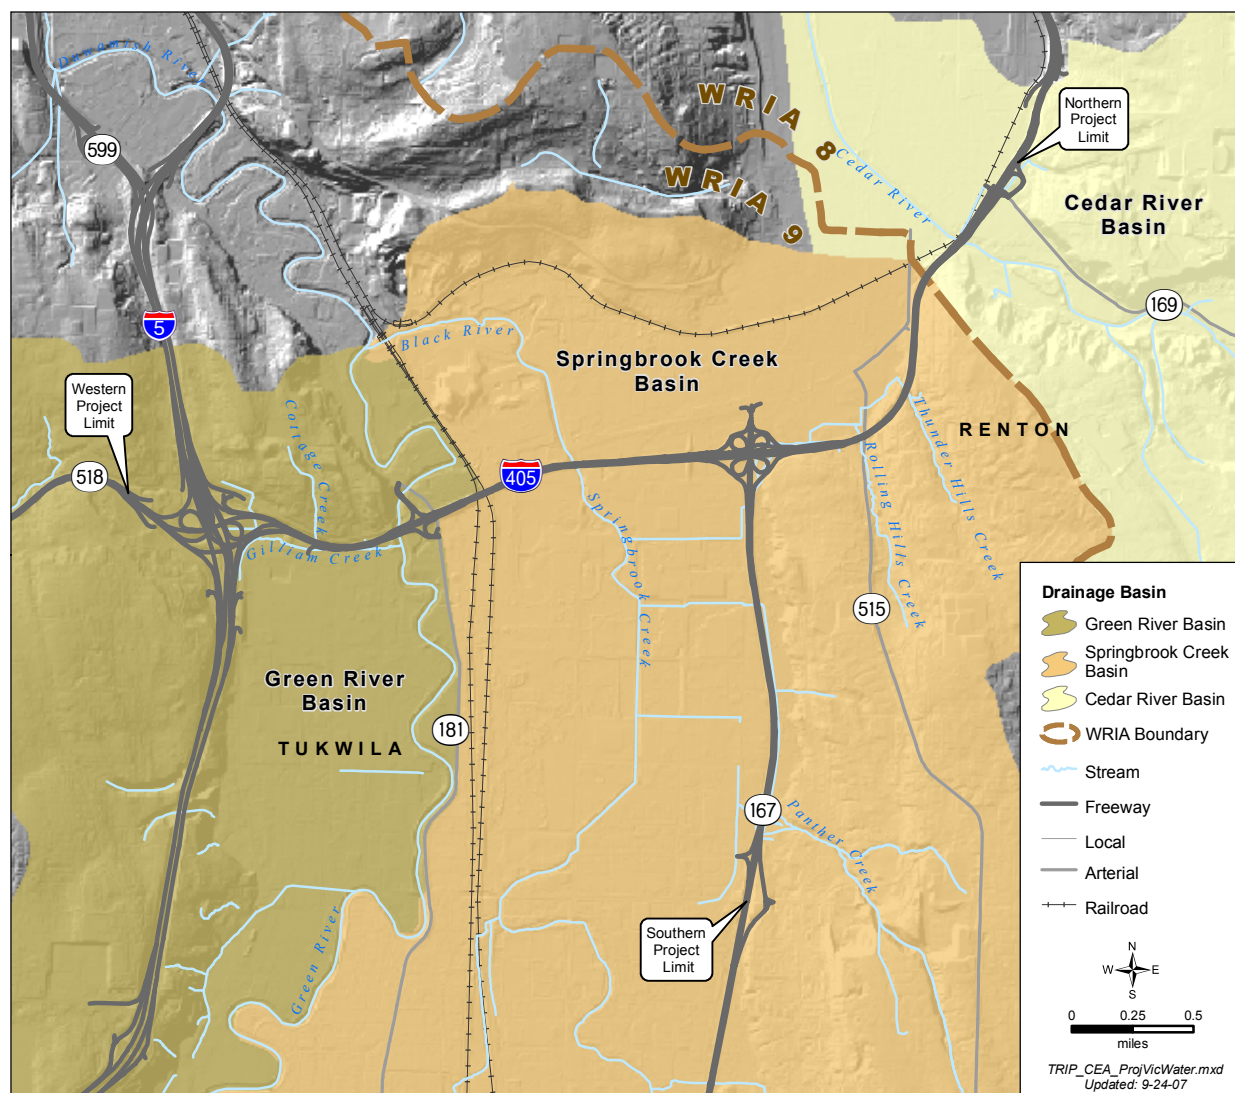 Duwamish River
599
WRIA 8
WRIA 9
Cedar River
Northern
Project
Limit
Cedar River
Basin
169
5
Black River
Springbrook Creek
Basin
Western
Project
Limit
Cottage Creek
518
405
Thunder Hills Creek
RENTON
Rolling Hills Creek
Springbrook Creek
Gilliam Creek
515
Green River
Basin
181
TUKWILA
167
Panther Creek
Green River
Southern
Project
Limit
Drainage Basin
Green River Basin
Springbrook Creek
Basin
Cedar River Basin
WRIA Boundary
Stream
Freeway
Local
Arterial
Railroad
N
W E
S
0 0.25 0.5
miles
TRIP_CEA_ProjVicWater.mxd
Updated: 9-24-07